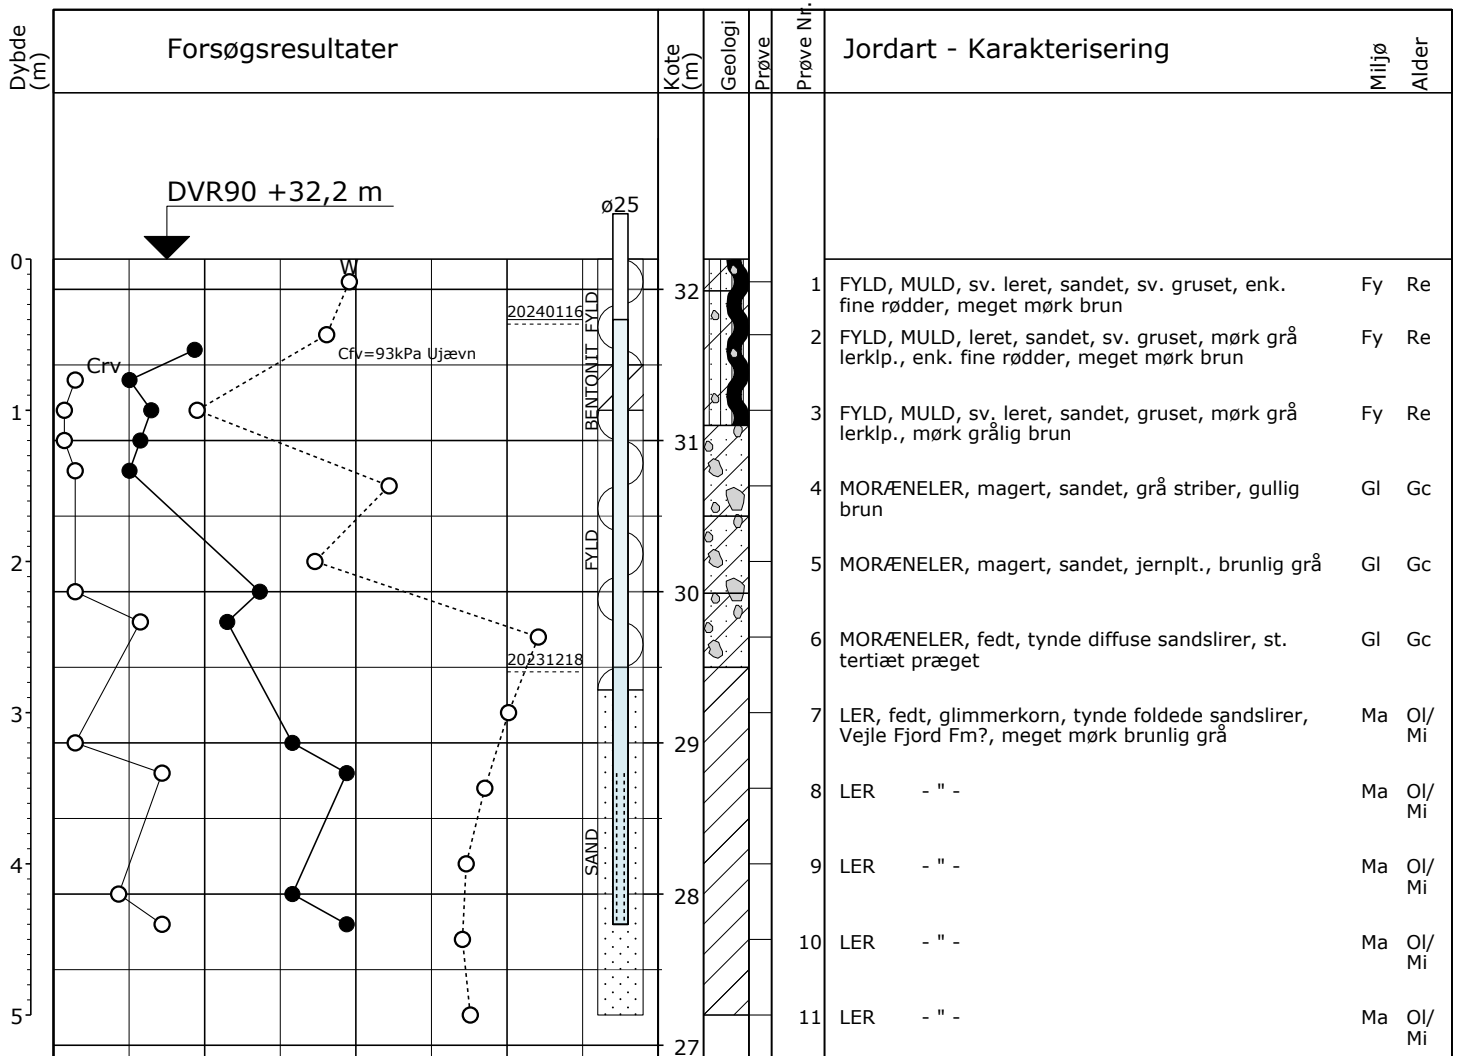 Dybde (m)
Forsøgsresultater
Kote (m)
Geologi
Prøve
Prøve Nr.
Jordart - Karakterisering
Miljø
Alder
DVR90 +32,2 m
ø25
0
W
1 FYLD, MULD, sv. leret, sandet, sv. gruset, enk. Fy Re
fine rødder, meget mørk brun
32
20240116
FYLD
2 FYLD, MULD, leret, sandet, sv. gruset, mørk grå Fy Re
lerklp., enk. fine rødder, meget mørk brun
Cfv=93kPa Ujævn
Crv
BENTONIT
1
3 FYLD, MULD, sv. leret, sandet, gruset, mørk grå Fy Re
lerklp., mørk grålig brun
31
4 MORÆNELER, magert, sandet, grå striber, gullig Gl Gc
brun
FYLD
2
5 MORÆNELER, magert, sandet, jernplt., brunlig grå Gl Gc
30
6 MORÆNELER, fedt, tynde diffuse sandslirer, st. Gl Gc
tertiæt præget
20231218
3
7 LER, fedt, glimmerkorn, tynde foldede sandslirer, Ma Ol/
Vejle Fjord Fm?, meget mørk brunlig grå Mi
29
8 LER - " - Ma Ol/
Mi
SAND
4
9 LER - " - Ma Ol/
Mi
28
10 LER - " - Ma Ol/
Mi
5
11 LER - " - Ma Ol/
Mi
27